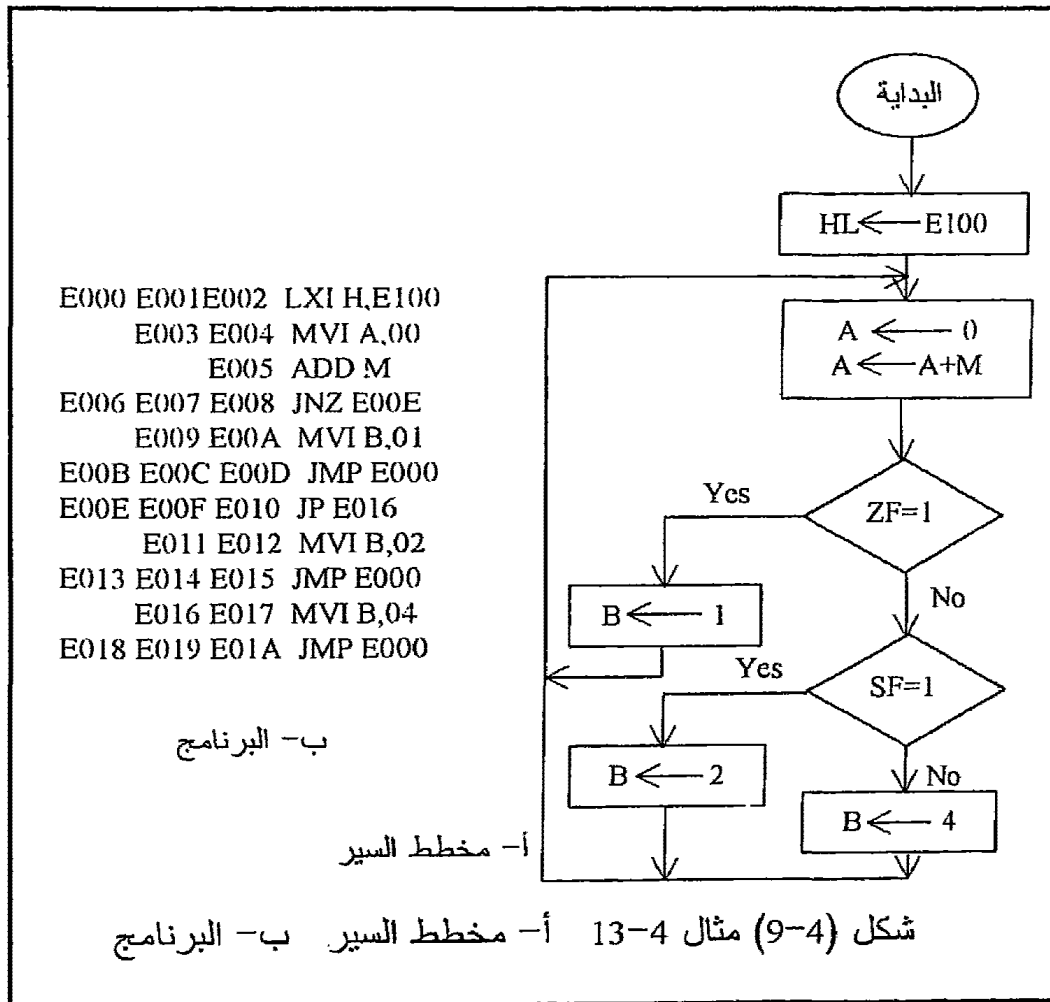 البداية
HL ← E100
A ← 0
A ← A+M
ZF=1
Yes
No
B ← 1
SF=1
Yes
No
B ← 2
B ← 4
أ- مخطط السير
E000 E001E002 LXI H,E100
E003 E004 MVI A,00
E005 ADD M
E006 E007 E008 JNZ E00E
E009 E00A MVI B,01
E00B E00C E00D JMP E000
E00E E00F E010 JP E016
E011 E012 MVI B,02
E013 E014 E015 JMP E000
E016 E017 MVI B,04
E018 E019 E01A JMP E000
ب- البرنامج
شكل (4-9) مثال 4-13 أ- مخطط السير ب- البرنامج